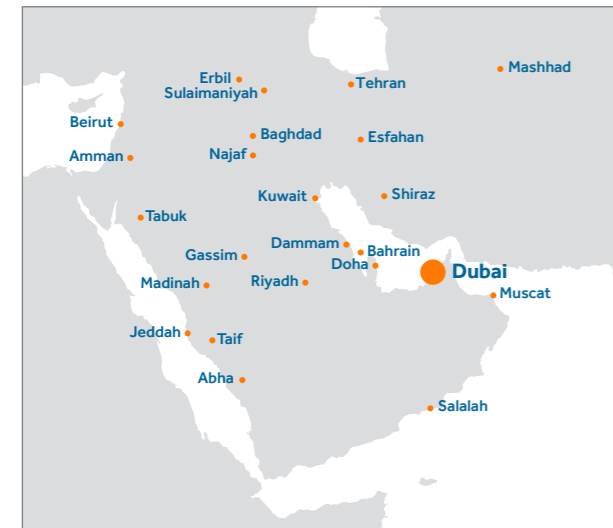 Mashhad
Erbil
Tehran
Sulaimaniyah
Beirut
Baghdad
Esfahan
Najaf
Amman
Kuwait
Shiraz
Tabuk
Dammam
Bahrain
Gassim
Doha
Dubai
Madinah
Riyadh
Muscat
Jeddah
Taif
Abha
Salalah